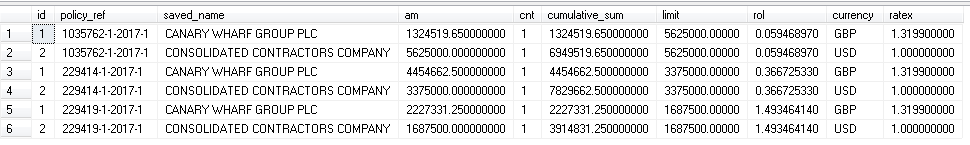 id policy_ref saved_name am cnt cumulative_sum limit rol currency ratex
1 1 1035762-1-2017-1 CANARY WHARF GROUP PLC 1324519.650000000 1 1324519.650000000 5625000.00000 0.059468970 GBP 1.319900000
2 2 1035762-1-2017-1 CONSOLIDATED CONTRACTORS COMPANY 5625000.000000000 1 6949519.650000000 5625000.00000 0.059468970 USD 1.000000000
3 1 229414-1-2017-1 CANARY WHARF GROUP PLC 4454662.500000000 1 4454662.500000000 3375000.00000 0.366725330 GBP 1.319900000
4 2 229414-1-2017-1 CONSOLIDATED CONTRACTORS COMPANY 3375000.000000000 1 7829662.500000000 3375000.00000 0.366725330 USD 1.000000000
5 1 229419-1-2017-1 CANARY WHARF GROUP PLC 2227331.250000000 1 2227331.250000000 1687500.00000 1.493464140 GBP 1.319900000
6 2 229419-1-2017-1 CONSOLIDATED CONTRACTORS COMPANY 1687500.000000000 1 3914831.250000000 1687500.00000 1.493464140 USD 1.000000000